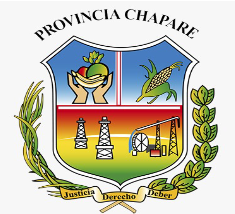 PROVINCIA CHAPARE
Justicia Derecho Deber